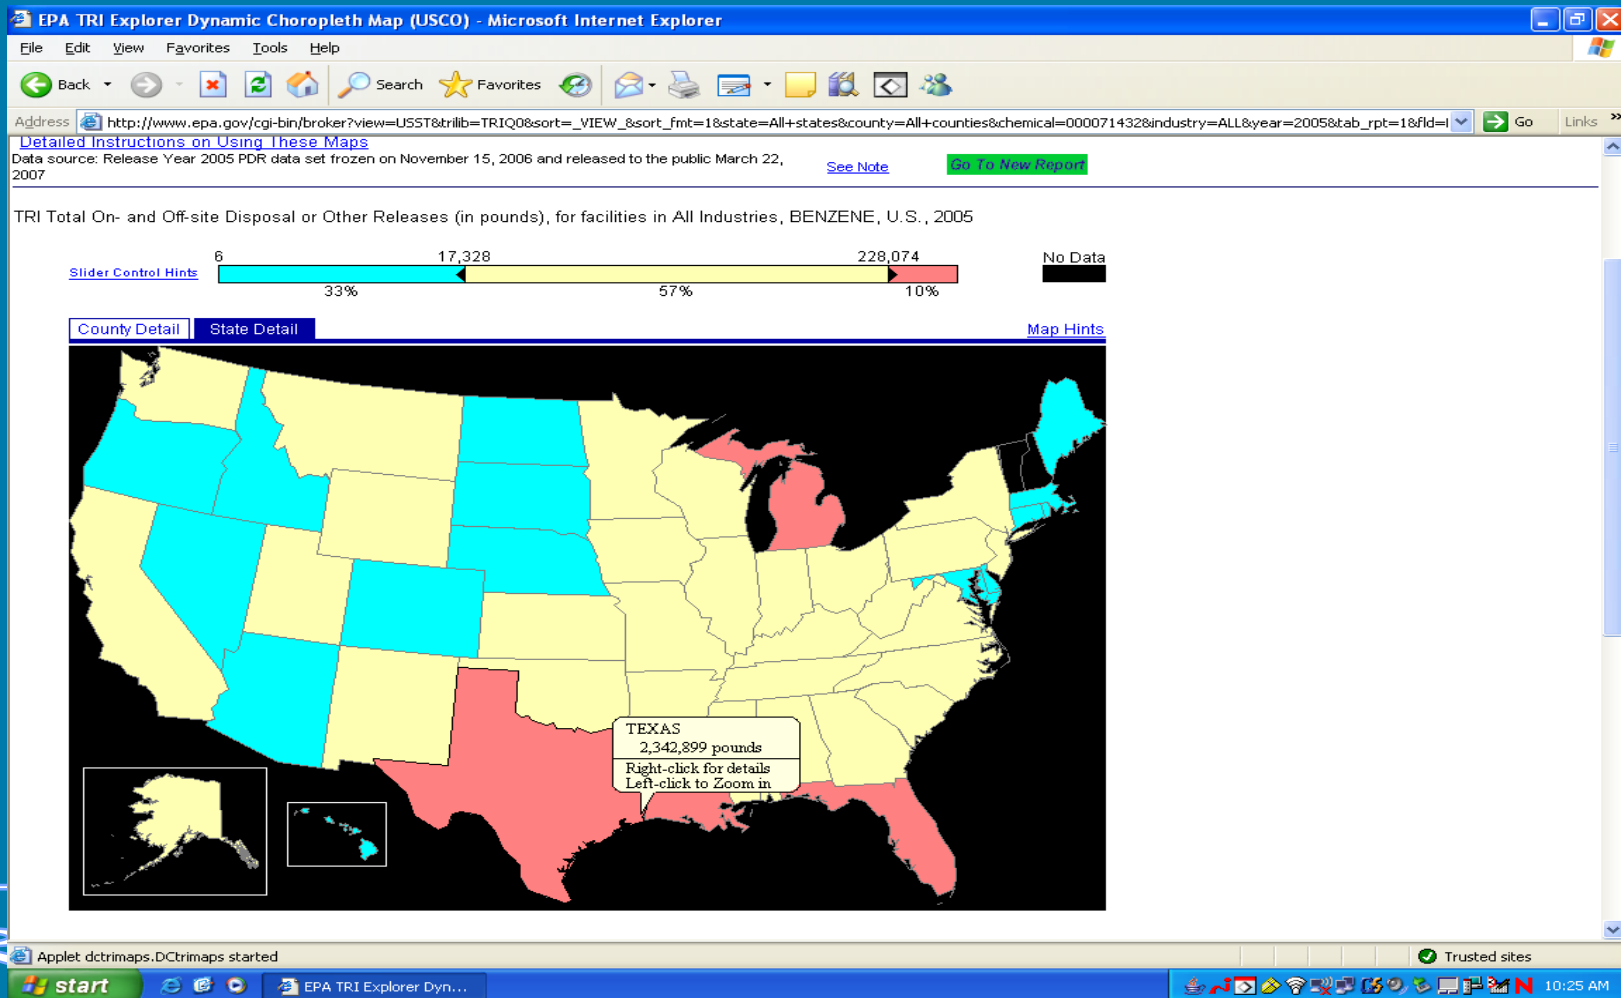 EPA TRI Explorer Dynamic Choropleth Map (USCO) - Microsoft Internet Explorer
File Edit View Favorites Tools Help
Back Search Favorites
Address http://www.epa.gov/cgi-bin/broker?view=USST&trilib=TRIQ0&sort=_VIEW_&sort_fmt=1&state=All+states&county=All+counties&chemical=000071432&industry=ALL&year=2005&tab_rpt=1&fld= Go Links »
Detailed Instructions on Using These Maps
Data source: Release Year 2005 PDR data set frozen on November 15, 2006 and released to the public March 22,
2007
See Note Go To New Report
TRI Total On- and Off-site Disposal or Other Releases (in pounds), for facilities in All Industries, BENZENE, U.S., 2005
6 17,328 228,074 No Data
Slider Control Hints
33% 57% 10%
County Detail State Detail Map Hints
TEXAS
2,342,899 pounds
Right-click for details
Left-click to Zoom in
Applet dctrimaps.DCtrimaps started Trusted sites
start EPA TRI Explorer Dyn... N 10:25 AM